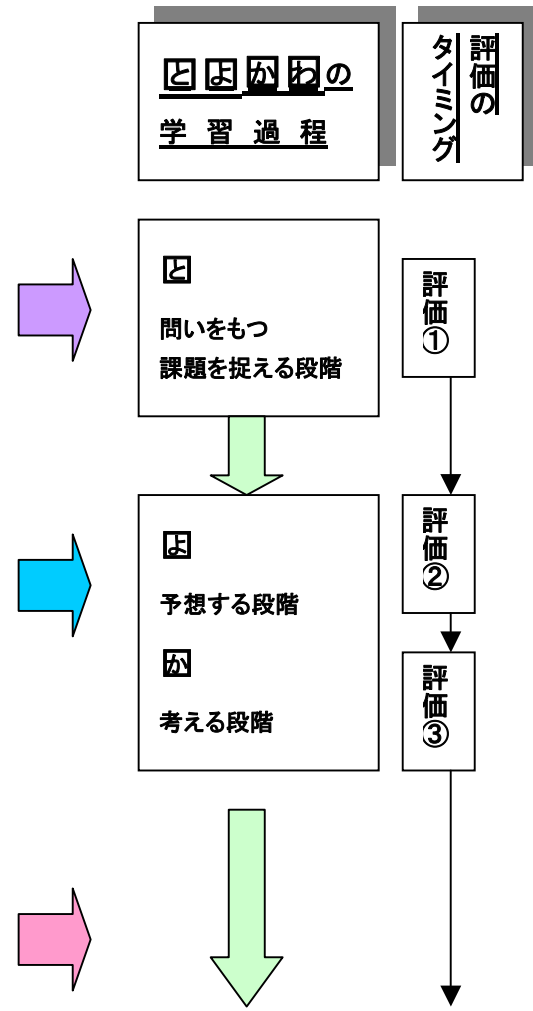 とよかわの
学習過程
評価の
タイミング
と
問いをもつ
課題を捉える段階
評価①
よ
予想する段階
か
考える段階
評価②
評価③